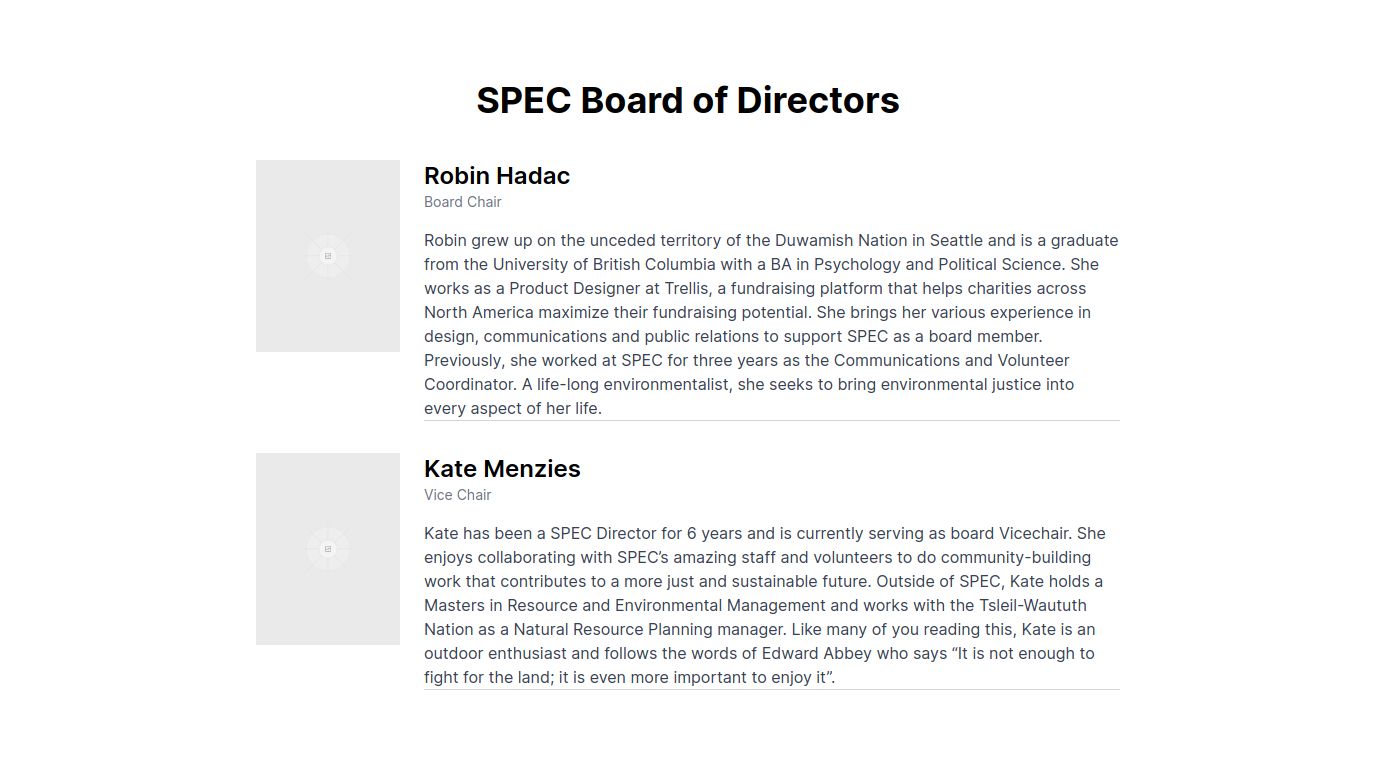 SPEC Board of Directors
Robin Hadac
Board Chair
Robin grew up on the unceded territory of the Duwamish Nation in Seattle and is a graduate
from the University of British Columbia with a BA in Psychology and Political Science. She
works as a Product Designer at Trellis, a fundraising platform that helps charities across
North America maximize their fundraising potential. She brings her various experience in
design, communications and public relations to support SPEC as a board member.
Previously, she worked at SPEC for three years as the Communications and Volunteer
Coordinator. A life-long environmentalist, she seeks to bring environmental justice into
every aspect of her life.
Kate Menzies
Vice Chair
Kate has been a SPEC Director for 6 years and is currently serving as board Vicechair. She
enjoys collaborating with SPEC’s amazing staff and volunteers to do community-building
work that contributes to a more just and sustainable future. Outside of SPEC, Kate holds a
Masters in Resource and Environmental Management and works with the Tsleil-Waututh
Nation as a Natural Resource Planning manager. Like many of you reading this, Kate is an
outdoor enthusiast and follows the words of Edward Abbey who says “It is not enough to
fight for the land; it is even more important to enjoy it”.